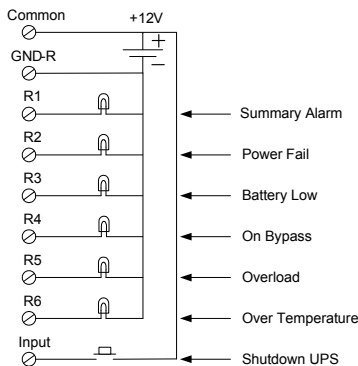 Common
+12V
+
GND-R
−
R1
Summary Alarm
R2
Power Fail
R3
Battery Low
R4
On Bypass
R5
Overload
R6
Over Temperature
Input
Shutdown UPS